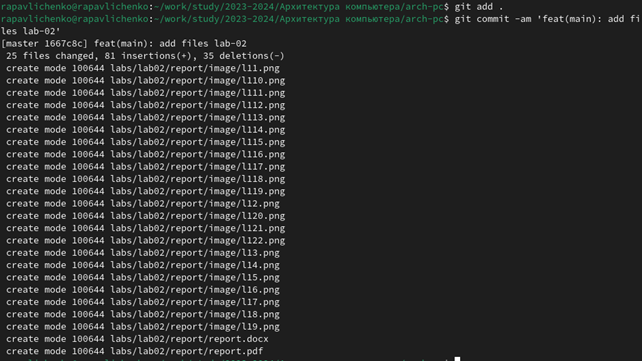 rapavlichenko@rapavlichenko:~/work/study/2023-2024/Архитектура компьютера/arch-pc$ git add .
rapavlichenko@rapavlichenko:~/work/study/2023-2024/Архитектура компьютера/arch-pc$ git commit -am 'feat(main): add fi
les lab-02'
[master 1667c8c] feat(main): add files lab-02
 25 files changed, 81 insertions(+), 35 deletions(-)
 create mode 100644 labs/lab02/report/image/l11.png
 create mode 100644 labs/lab02/report/image/l110.png
 create mode 100644 labs/lab02/report/image/l111.png
 create mode 100644 labs/lab02/report/image/l112.png
 create mode 100644 labs/lab02/report/image/l113.png
 create mode 100644 labs/lab02/report/image/l114.png
 create mode 100644 labs/lab02/report/image/l115.png
 create mode 100644 labs/lab02/report/image/l116.png
 create mode 100644 labs/lab02/report/image/l117.png
 create mode 100644 labs/lab02/report/image/l118.png
 create mode 100644 labs/lab02/report/image/l119.png
 create mode 100644 labs/lab02/report/image/l12.png
 create mode 100644 labs/lab02/report/image/l120.png
 create mode 100644 labs/lab02/report/image/l121.png
 create mode 100644 labs/lab02/report/image/l122.png
 create mode 100644 labs/lab02/report/image/l13.png
 create mode 100644 labs/lab02/report/image/l14.png
 create mode 100644 labs/lab02/report/image/l15.png
 create mode 100644 labs/lab02/report/image/l16.png
 create mode 100644 labs/lab02/report/image/l17.png
 create mode 100644 labs/lab02/report/image/l18.png
 create mode 100644 labs/lab02/report/image/l19.png
 create mode 100644 labs/lab02/report/report.docx
 create mode 100644 labs/lab02/report/report.pdf